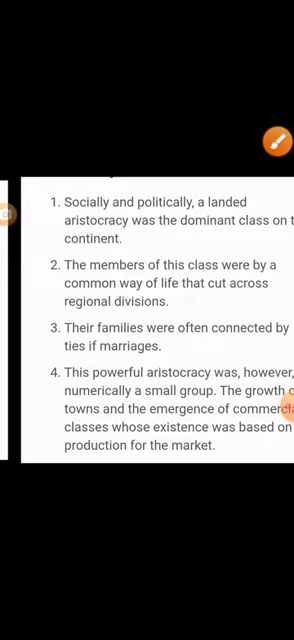 1. Socially and politically, a landed
aristocracy was the dominant class on
continent.
2. The members of this class were by a
common way of life that cut across
regional divisions.
3. Their families were often connected by
ties if marriages.
4. This powerful aristocracy was, however,
numerically a small group. The growth
towns and the emergence of
classes whose existence was based on
production for the market.